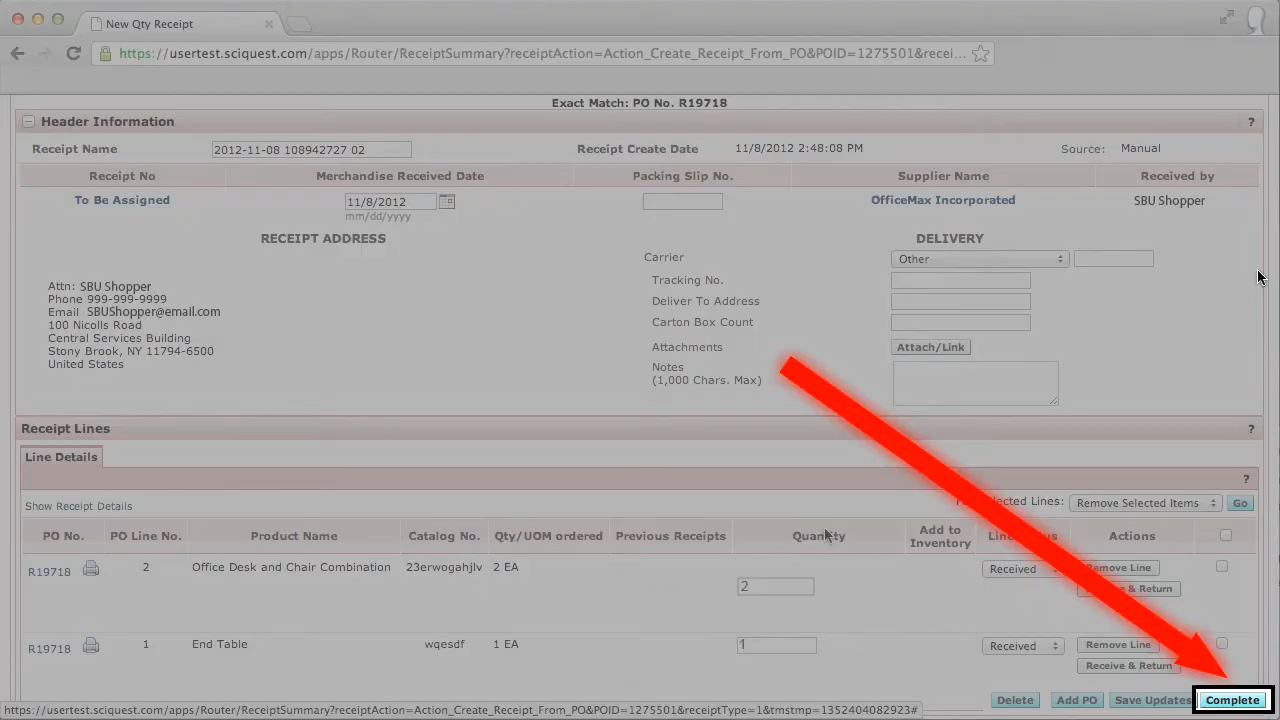 New Qty Receipt
https://usertest.sciquest.com/apps/Router/ReceiptSummary?receiptAction=Action_Create_Receipt_From_PO&POID=1275501&recei...
Exact Match: PO No. R19718
Header Information ?
Receipt Name 2012-11-08 108942727 02 Receipt Create Date 11/8/2012 2:48:08 PM Source: Manual
Receipt No Merchandise Received Date Packing Slip No. Supplier Name Received by
To Be Assigned 11/8/2012 OfficeMax Incorporated SBU Shopper
mm/dd/yyyy
RECEIPT ADDRESS DELIVERY
Carrier Other
Attn: SBU Shopper Tracking No.
Phone 999-999-9999 Deliver To Address
Email SBUShopper@email.com
100 Nicolls Road Carton Box Count
Central Services Building
Stony Brook, NY 11794-6500 Attachments Attach/Link
United States Notes
(1,000 Chars. Max)
Receipt Lines ?
Line Details
?
Show Receipt Details Selected Lines: Remove Selected Items Go
PO No. PO Line No. Product Name Catalog No. Qty/UOM ordered Previous Receipts Quantity Add to Inventory Line Status Actions
R19718 2 Office Desk and Chair Combination 23erwogahjlv 2 EA 2 Received Remove Line
Receive & Return
R19718 1 End Table wqesdf 1 EA 1 Received Remove Line
Receive & Return
Delete Add PO Save Updates Complete
https://usertest.sciquest.com/apps/Router/ReceiptSummary?receiptAction=Action_Create_Receipt_From_PO&POID=1275501&receiptType=1&tmstmp=1352404082923#